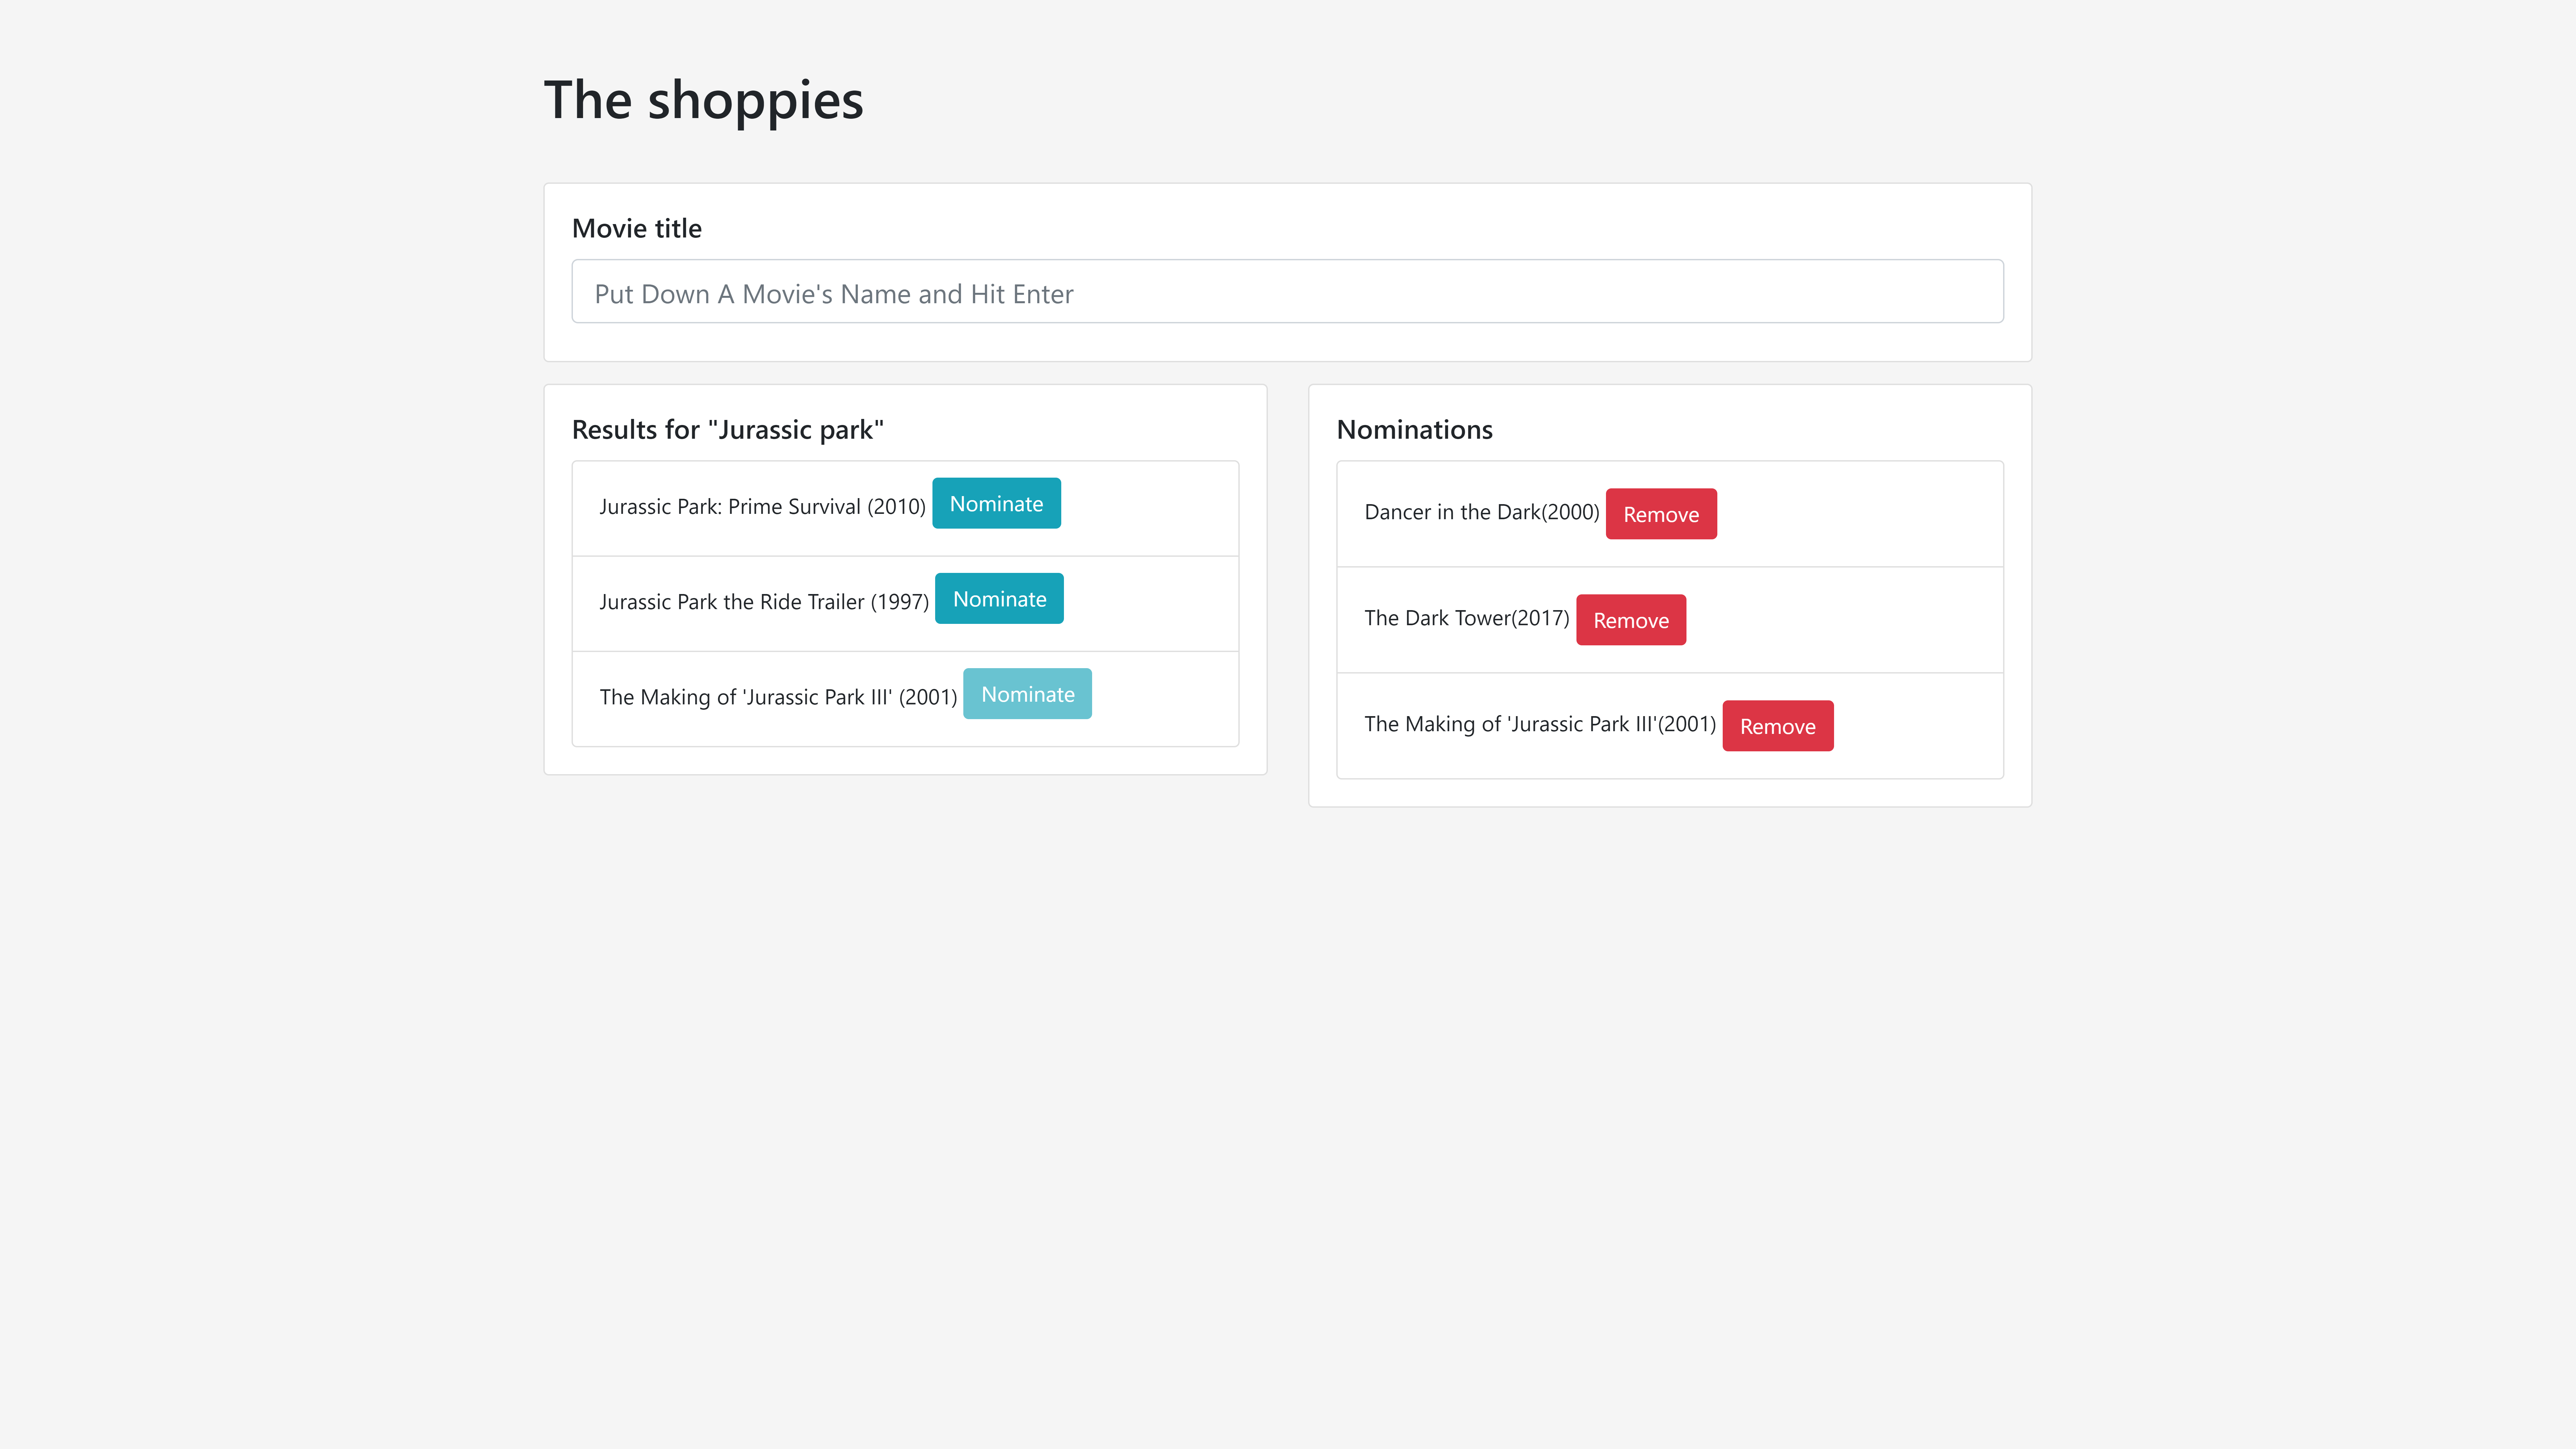 The shoppies
Movie title
Put Down A Movie's Name and Hit Enter
Results for "Jurassic park"
Jurassic Park: Prime Survival (2010) Nominate
Jurassic Park the Ride Trailer (1997) Nominate
The Making of 'Jurassic Park III' (2001) Nominate
Nominations
Dancer in the Dark(2000) Remove
The Dark Tower(2017) Remove
The Making of 'Jurassic Park III'(2001) Remove